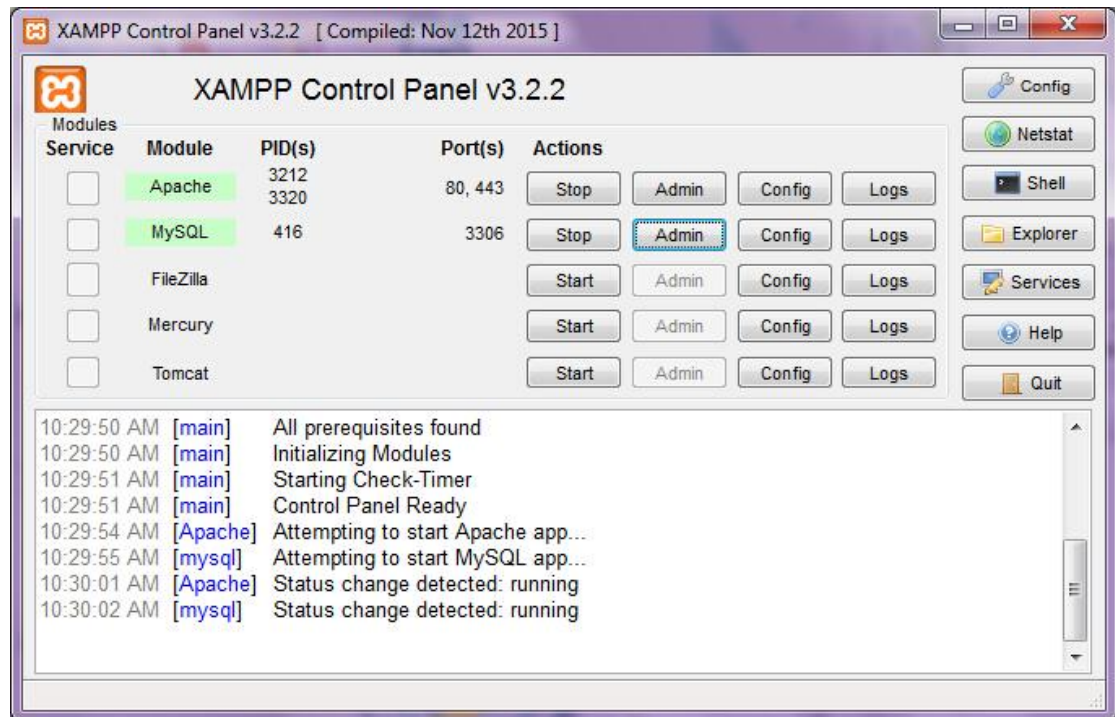 XAMPP Control Panel v3.2.2 [ Compiled: Nov 12th 2015 ]
XAMPP Control Panel v3.2.2
Config
Modules
Service Module PID(s) Port(s) Actions
Netstat
Apache 3212 3320 80, 443 Stop Admin Config Logs
Shell
MySQL 416 3306 Stop Admin Config Logs
Explorer
FileZilla Start Admin Config Logs
Services
Mercury Start Admin Config Logs
Help
Tomcat Start Admin Config Logs
Quit
10:29:50 AM [main] All prerequisites found
10:29:50 AM [main] Initializing Modules
10:29:51 AM [main] Starting Check-Timer
10:29:51 AM [main] Control Panel Ready
10:29:54 AM [Apache] Attempting to start Apache app...
10:29:55 AM [mysql] Attempting to start MySQL app...
10:30:01 AM [Apache] Status change detected: running
10:30:02 AM [mysql] Status change detected: running